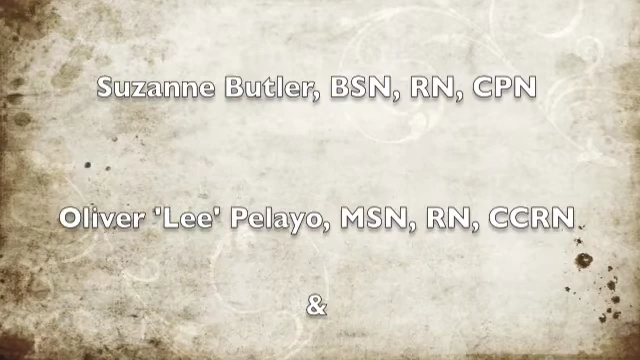 Suzanne Butler, BSN, RN, CPN
Oliver 'Lee' Pelayo, MSN, RN, CCRN
&